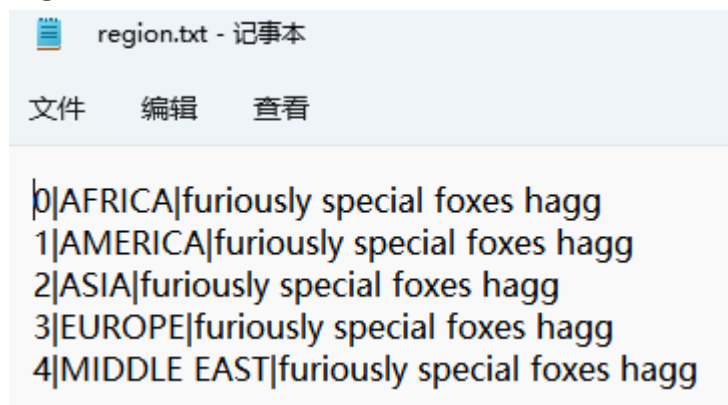 region.txt - 记事本
文件 编辑 查看
0|AFRICA|furiously special foxes hagg
1|AMERICA|furiously special foxes hagg
2|ASIA|furiously special foxes hagg
3|EUROPE|furiously special foxes hagg
4|MIDDLE EAST|furiously special foxes hagg